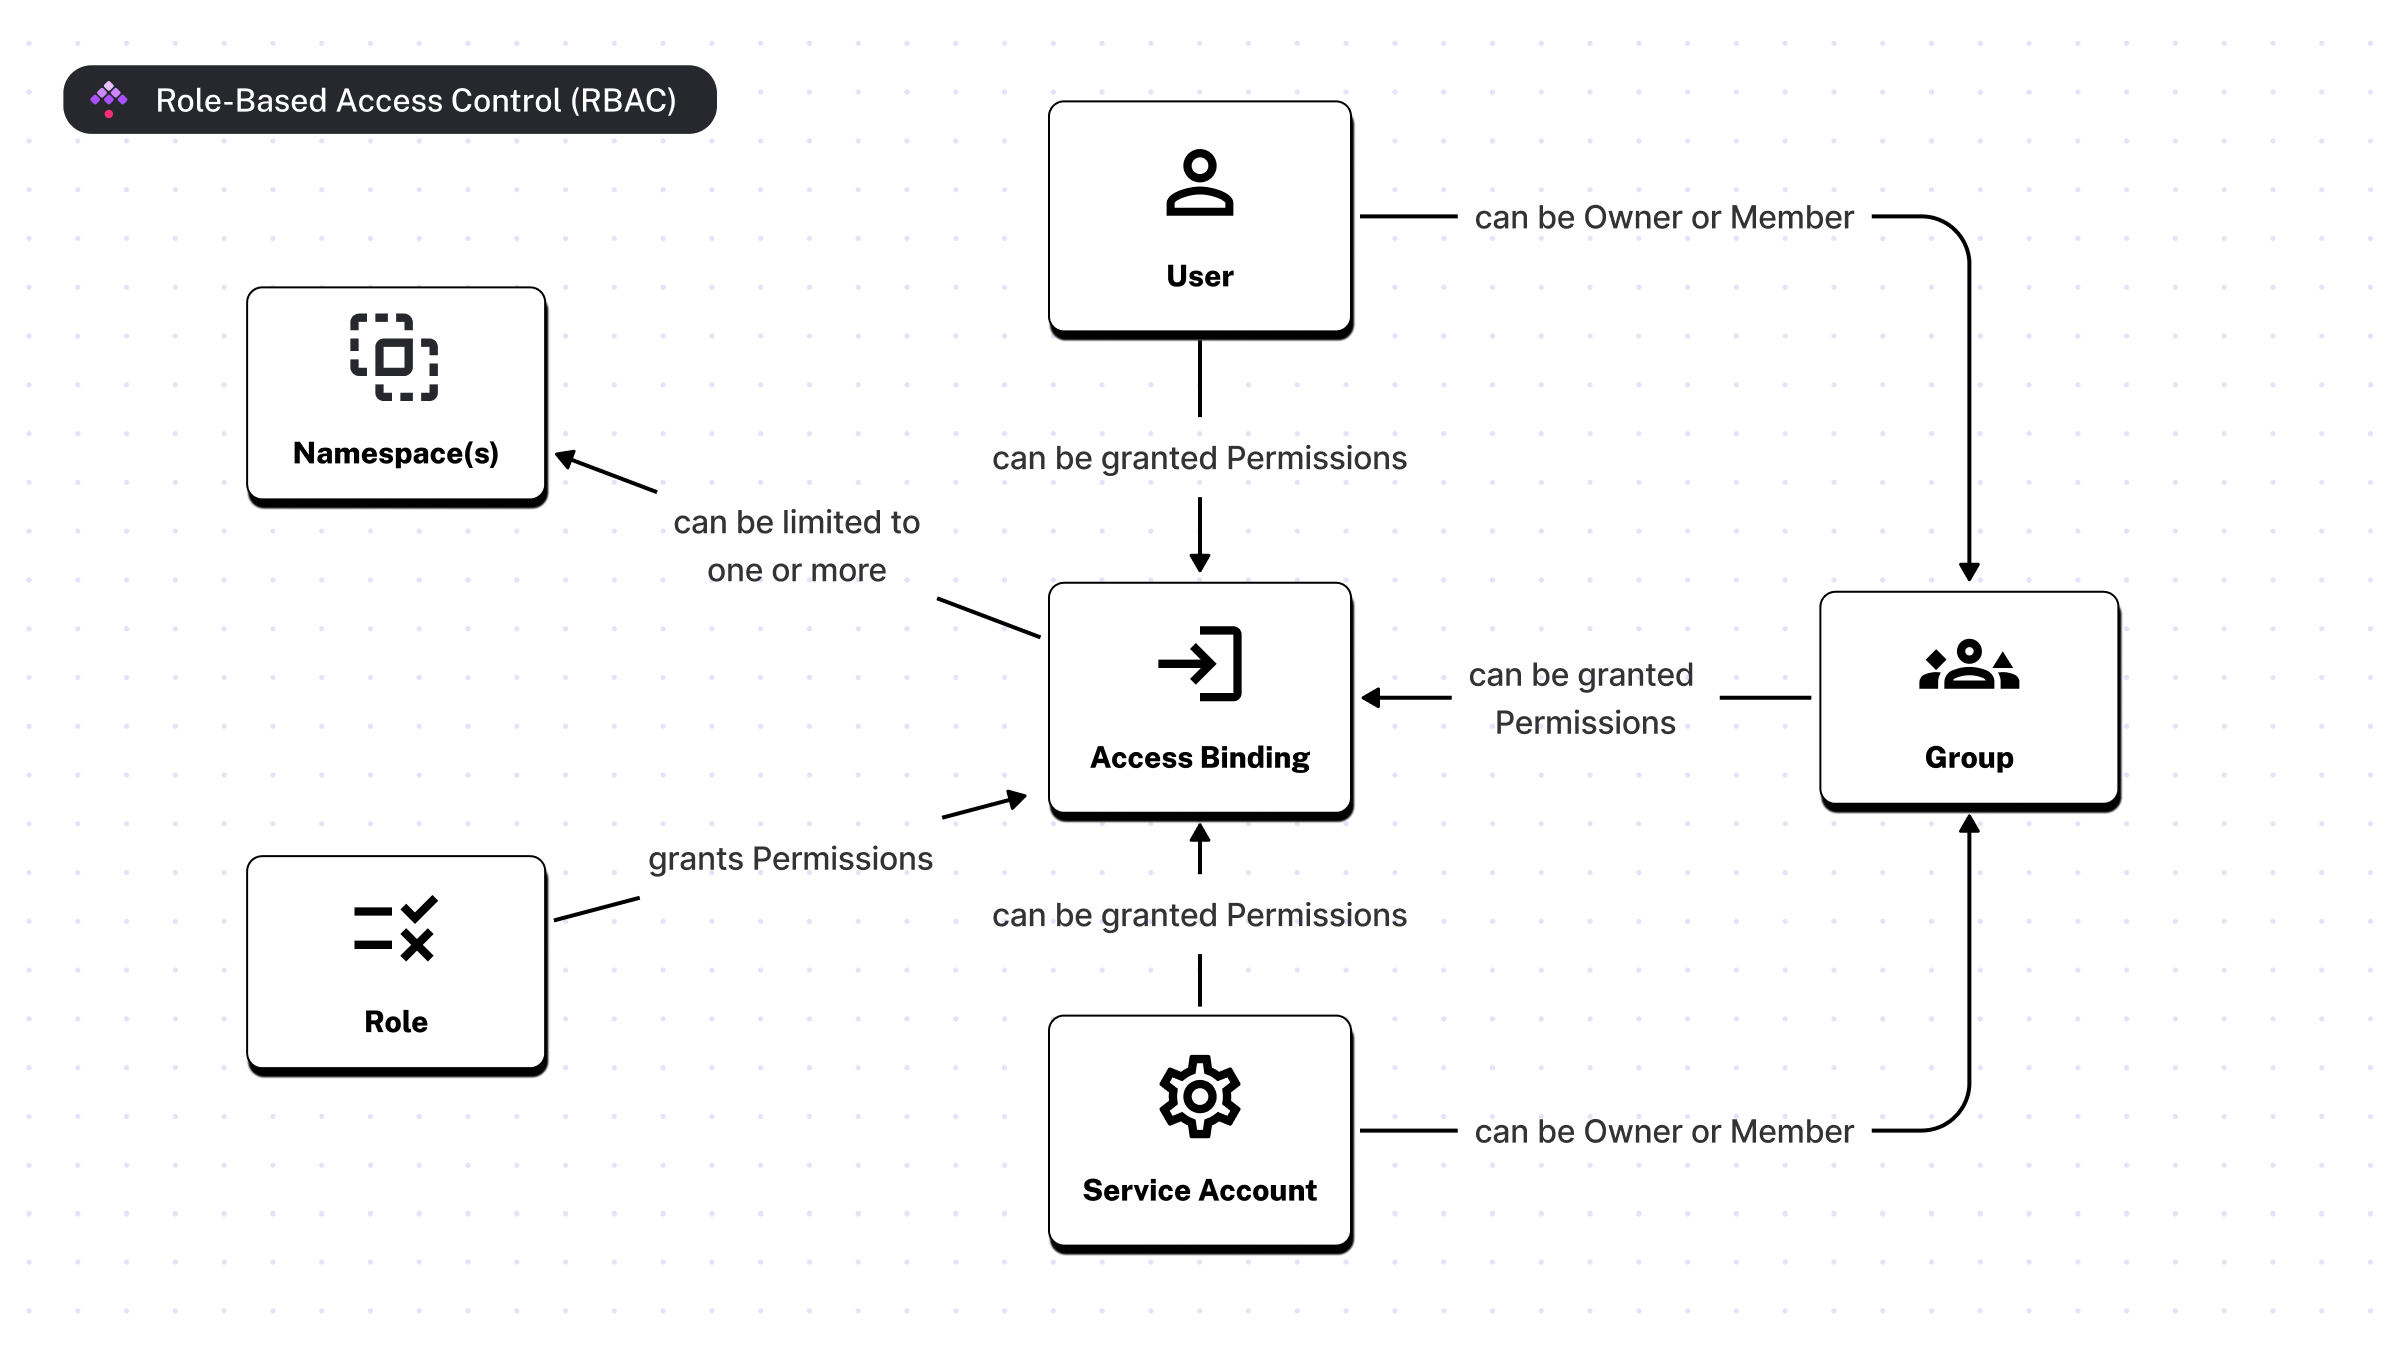 Role-Based Access Control (RBAC)
User
can be Owner or Member
Namespace(s)
can be granted Permissions
can be limited to
one or more
Access Binding
can be granted
Permissions
Group
grants Permissions
Role
can be granted Permissions
Service Account
can be Owner or Member